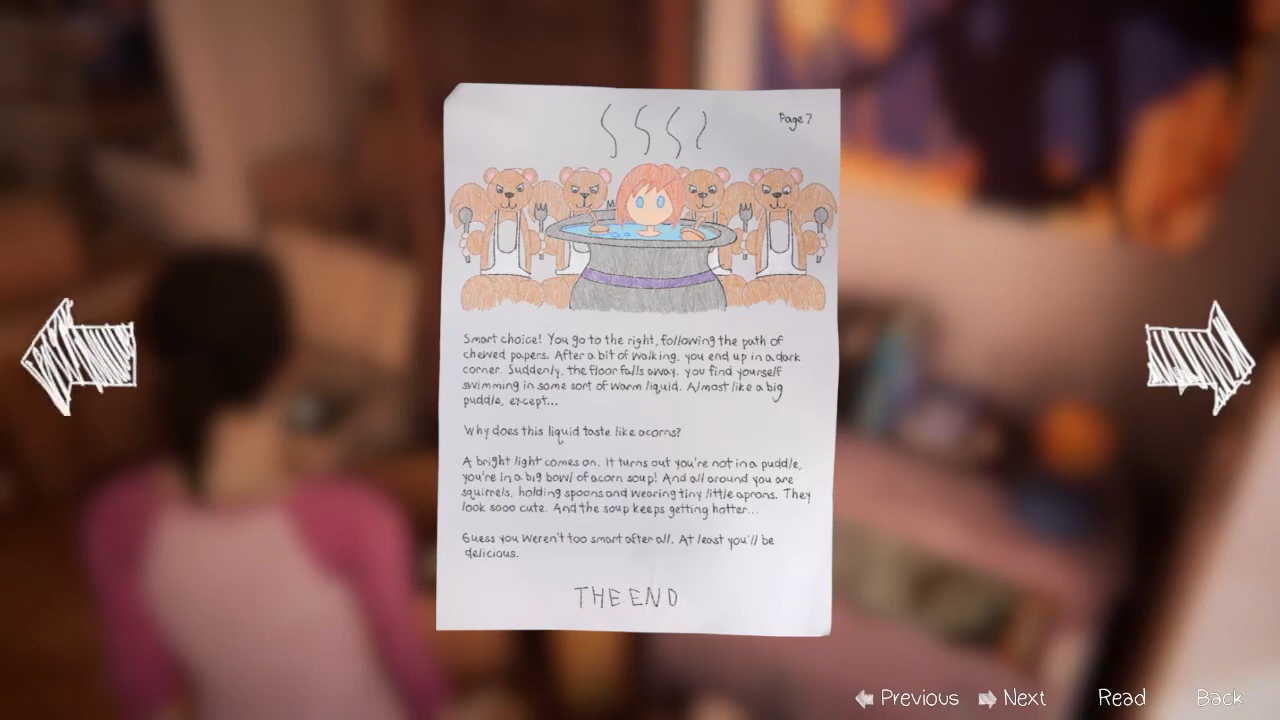 Page 7
Smart choice! You go to the right, following the path of
chewed papers. After a bit of walking, you end up in a dark
corner. Suddenly, the floor falls away. you find yourself
swimming in some sort of warm liquid. Almost like a big
puddle, except...
Why does this liquid taste like acorns?
A bright light comes on. It turns out you're not in a puddle,
you're in a big bowl of acorn soup! And all around you are
squirrels, holding spoons and wearing tiny little aprons. They
look sooo cute. And the soup keeps getting hotter...
Guess you weren't too smart after all. At least you'll be
delicious.
THE END
Previous Next Read Back